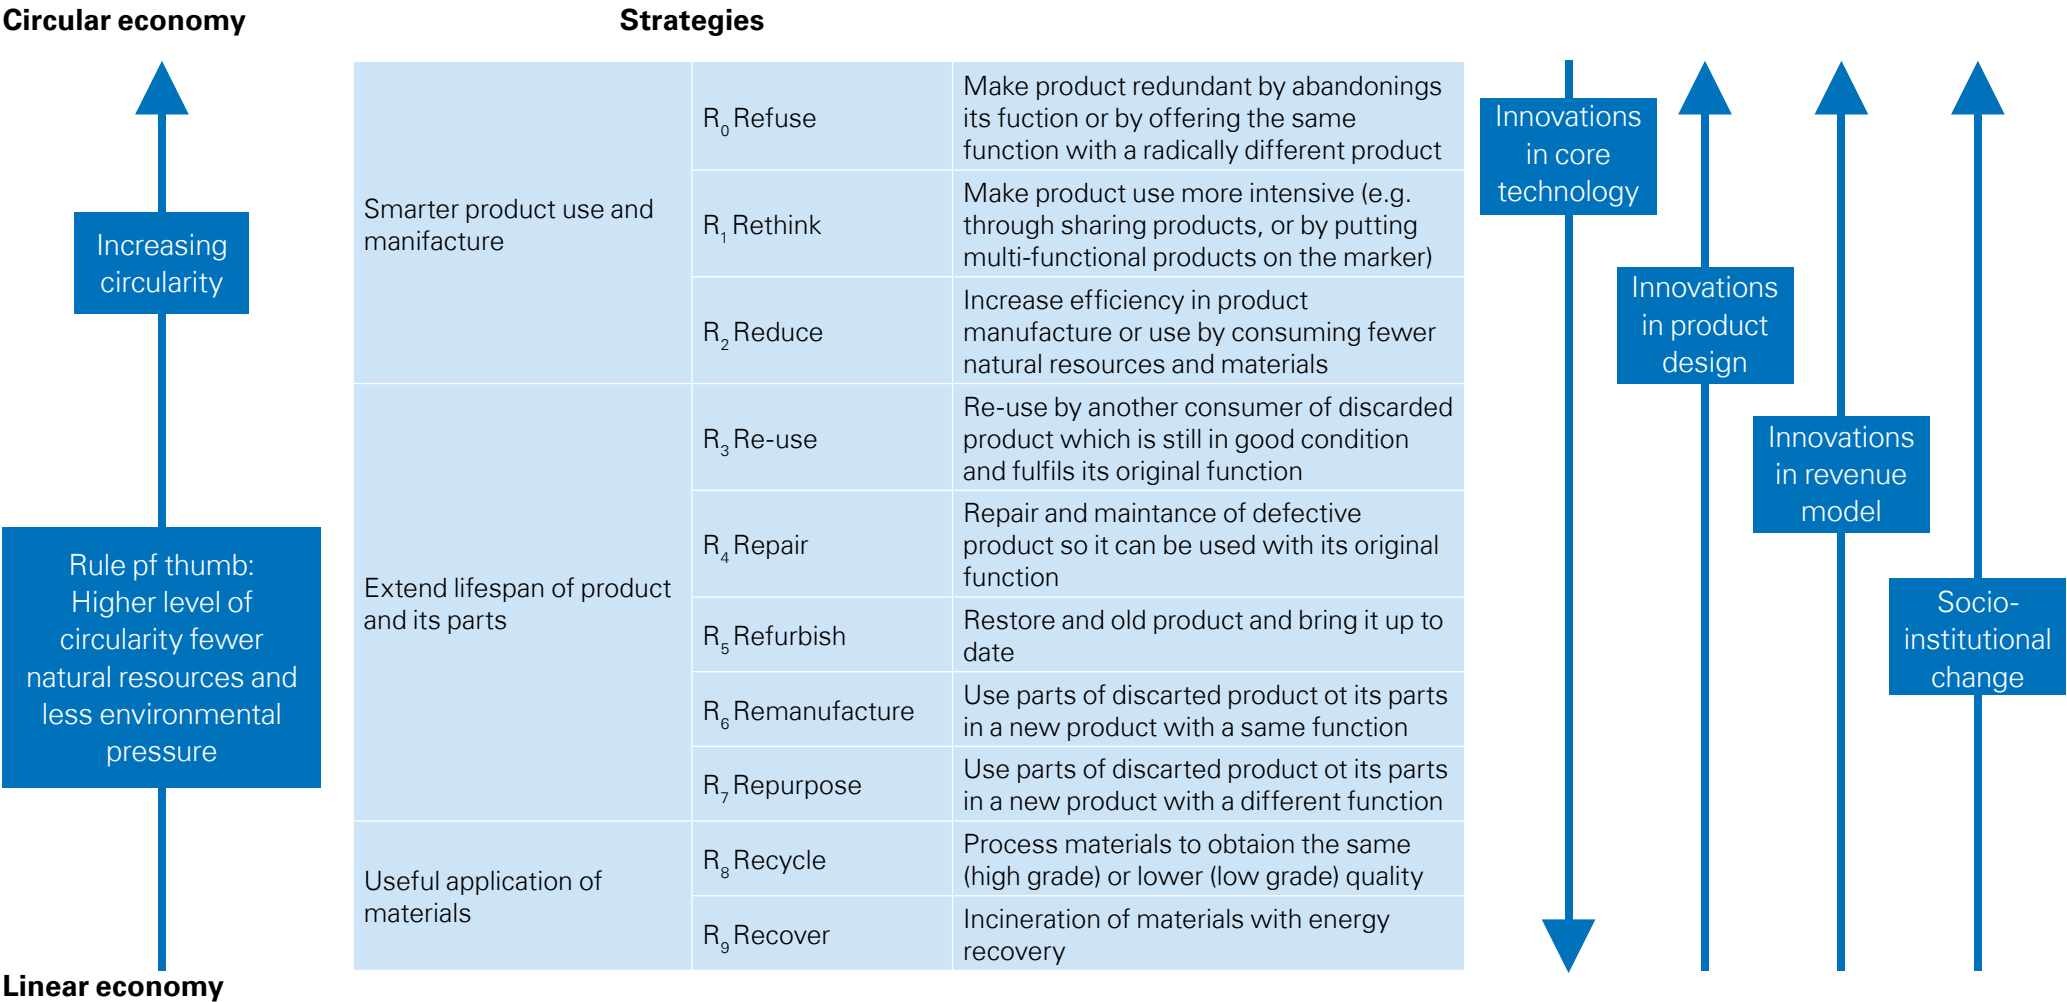 Circular economy
Strategies
Increasing
circularity
Rule pf thumb:
Higher level of
circularity fewer
natural resources and
less environmental
pressure
Linear economy
Smarter product use and
manifacture
R₀ Refuse
Make product redundant by abandonings
its fuction or by offering the same
function with a radically different product
R₁ Rethink
Make product use more intensive (e.g.
through sharing products, or by putting
multi-functional products on the marker)
R₂ Reduce
Increase efficiency in product
manufacture or use by consuming fewer
natural resources and materials
Extend lifespan of product
and its parts
R₃ Re-use
Re-use by another consumer of discarded
product which is still in good condition
and fulfils its original function
R₄ Repair
Repair and maintance of defective
product so it can be used with its original
function
R₅ Refurbish
Restore and old product and bring it up to
date
R₆ Remanufacture
Use parts of discarted product ot its parts
in a new product with a same function
R₇ Repurpose
Use parts of discarted product ot its parts
in a new product with a different function
Useful application of
materials
R₈ Recycle
Process materials to obtaion the same
(high grade) or lower (low grade) quality
R₉ Recover
Incineration of materials with energy
recovery
Innovations
in core
technology
Innovations
in product
design
Innovations
in revenue
model
Socio-
institutional
change